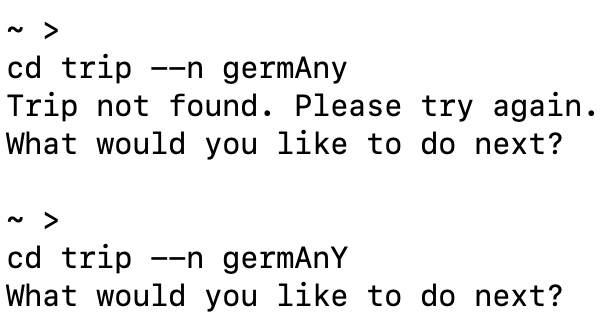 ~ >
cd trip --n germAny
Trip not found. Please try again.
What would you like to do next?
~ >
cd trip --n germAnY
What would you like to do next?